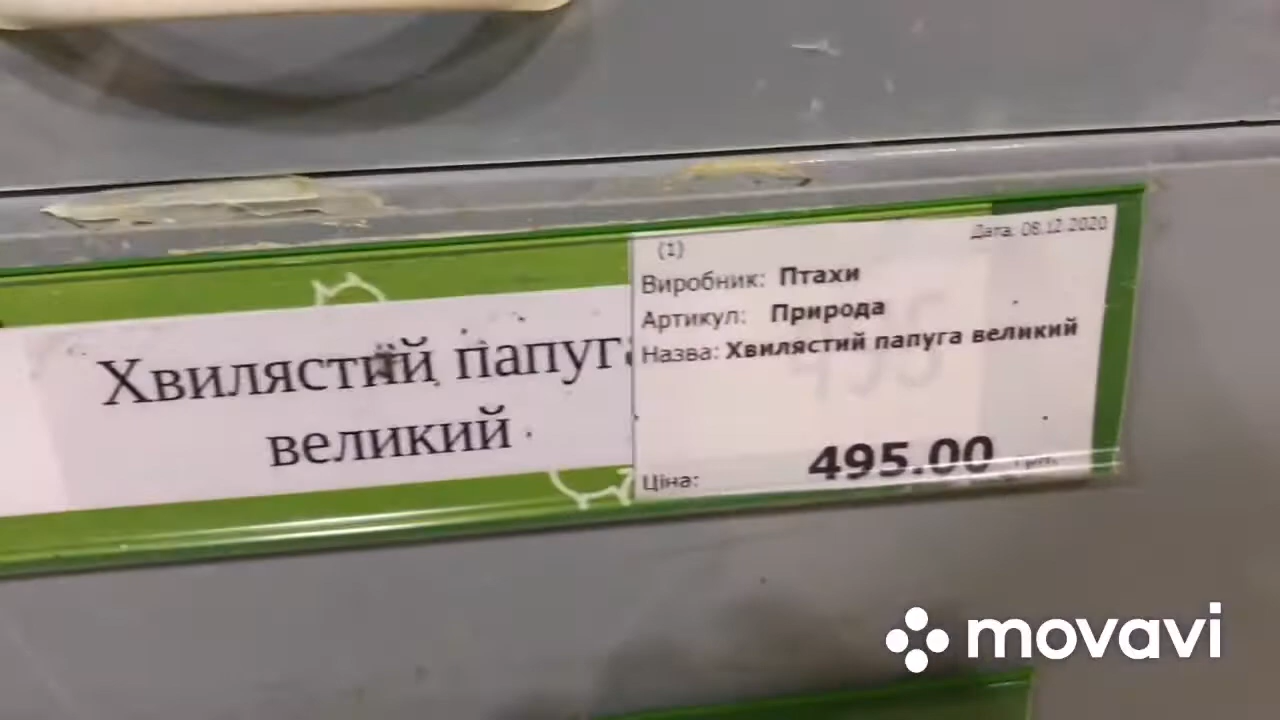 Хвилястий папуга
великий
(1)
Дата: 08.12.2020
Виробник: Птахи
Артикул: Природа
Назва: Хвилястий папуга великий
Ціна: 495.00 грн.
movavi